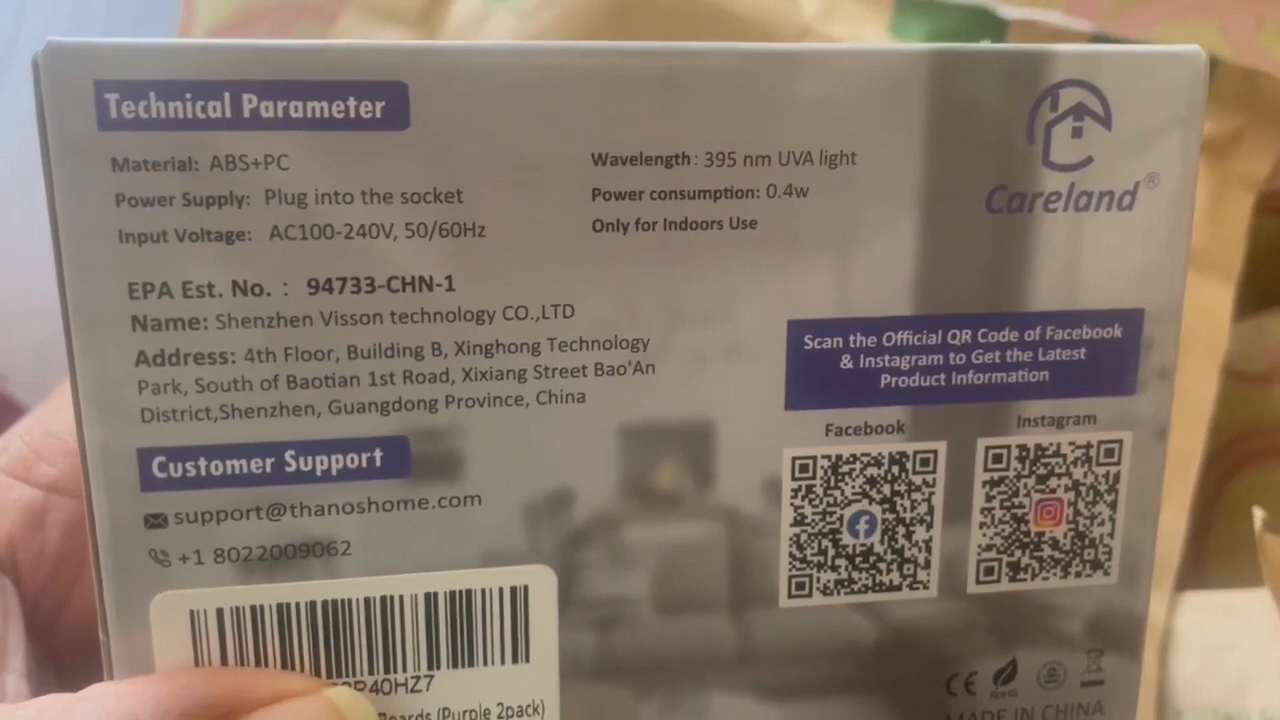 Technical Parameter
Material: ABS+PC
Power Supply: Plug into the socket
Input Voltage: AC100-240V, 50/60Hz
Wavelength: 395 nm UVA light
Power consumption: 0.4w
Only for Indoors Use
Careland®
EPA Est. No. : 94733-CHN-1
Name: Shenzhen Visson technology CO.,LTD
Address: 4th Floor, Building B, Xinghong Technology
Park, South of Baotian 1st Road, Xixiang Street Bao'An
District,Shenzhen, Guangdong Province, China
Customer Support
support@thanoshome.com
+1 8022009062
Scan the Official QR Code of Facebook
& Instagram to Get the Latest
Product Information
Facebook
Instagram
40HZ7
(Purple 2pack)
CE
RoHS
MADE IN CHINA